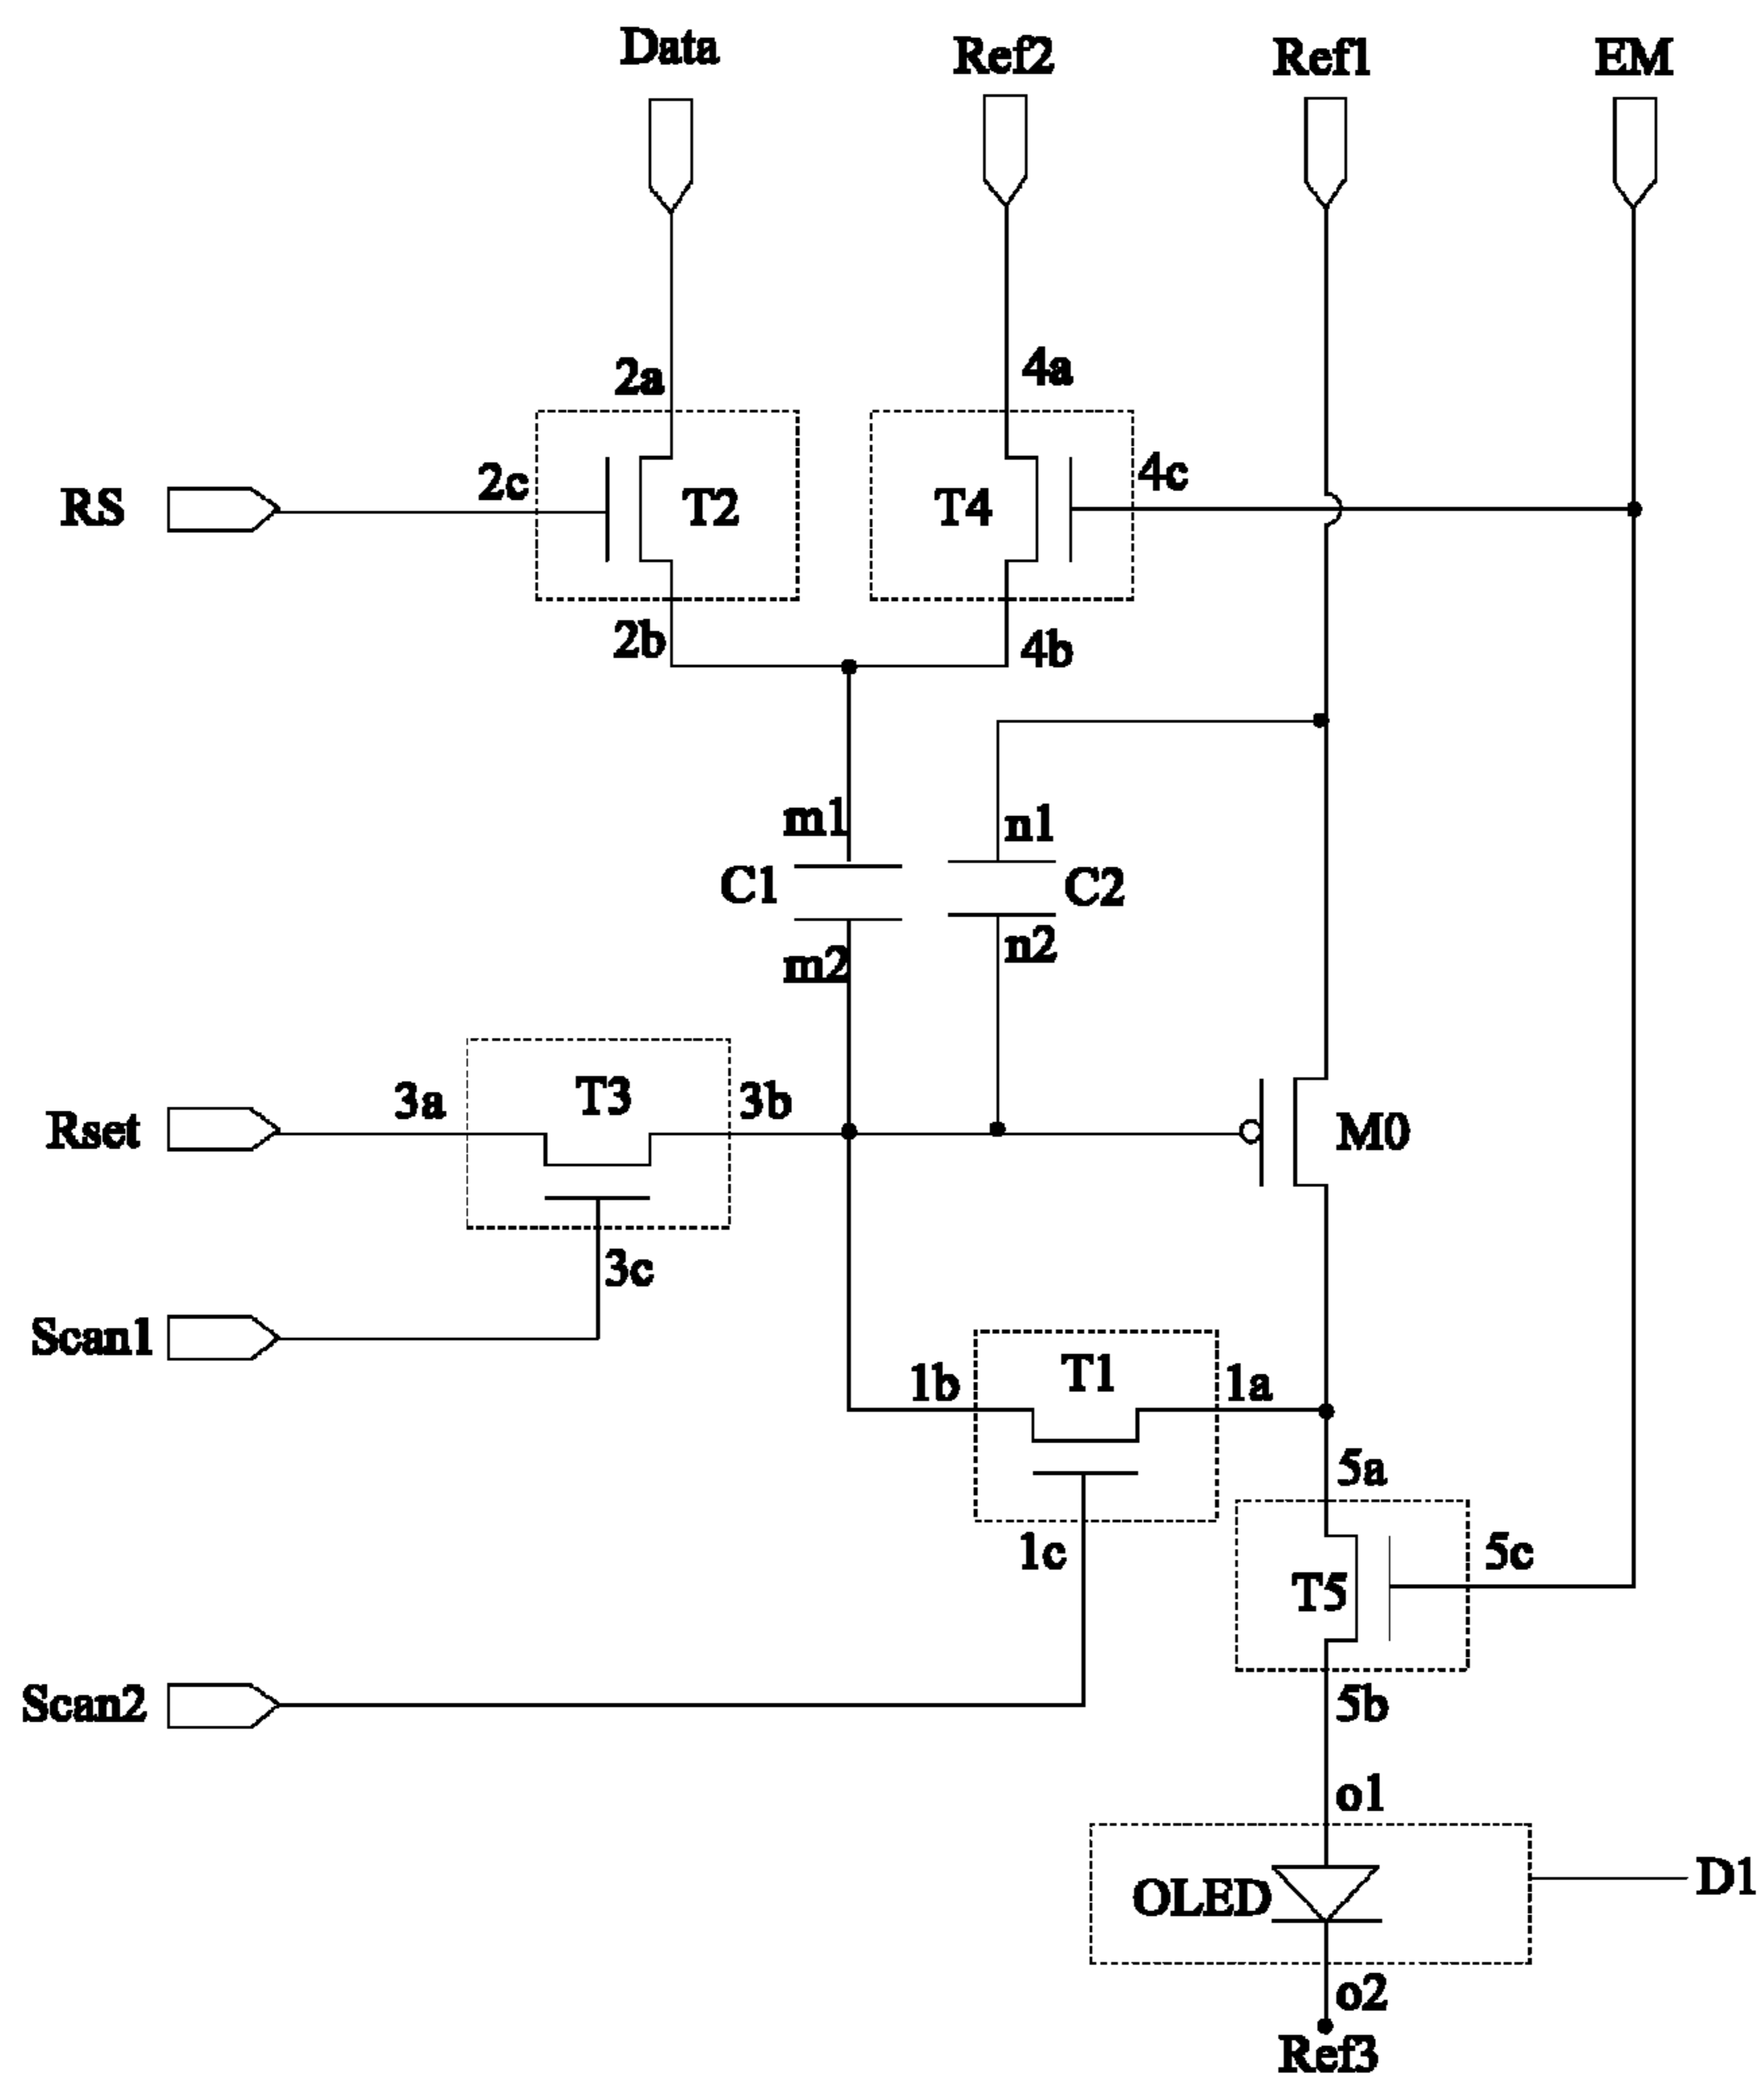 Data
Ref2
Ref1
EM
2a
4a
RS
2c
T2
T4
4c
2b
4b
m1
n1
C1
C2
m2
n2
Rset
3a
T3
3b
M0
3c
Scan1
1b
T1
1a
5a
1c
T5
5c
Scan2
5b
o1
OLED
D1
o2
Ref3